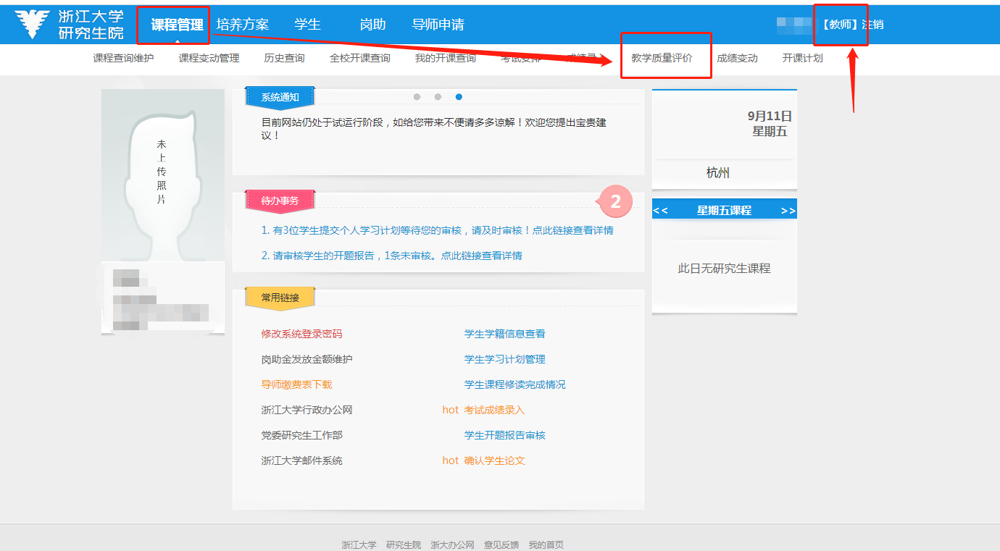 浙江大学
研究生院
课程管理 培养方案 学生 岗助 导师申请
【教师】注销
课程查询维护 课程变动管理 历史查询 全校开课查询 我的开课查询 考试安排 成绩录入 教学质量评价 成绩变动 开课计划
未上传照片
系统通知
目前网站仍处于试运行阶段，如给您带来不便请多多谅解！欢迎您提出宝贵建
议！
待办事务
2
1. 有3位学生提交个人学习计划等待您的审核，请及时审核！点此链接查看详情
2. 请审核学生的开题报告，1条未审核。点此链接查看详情
常用链接
修改系统登录密码 学生学籍信息查看
岗助金发放金额维护 学生学习计划管理
导师缴费表下载 学生课程修读完成情况
浙江大学行政办公网 hot 考试成绩录入
党委研究生工作部 学生开题报告审核
浙江大学邮件系统 hot 确认学生论文
9月11日
星期五
杭州
<< 星期五课程 >>
此日无研究生课程
浙江大学 研究生院 浙大办公网 意见反馈 我的首页